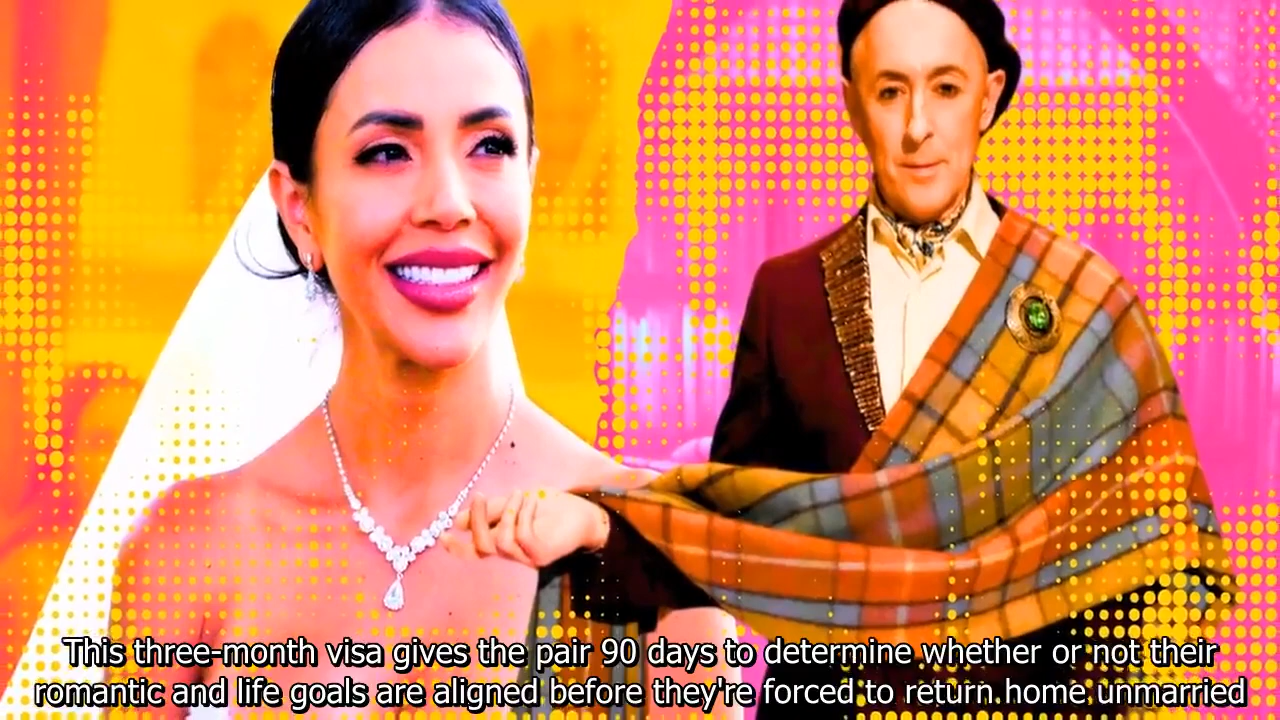 This three-month visa gives the pair 90 days to determine whether or not their
romantic and life goals are aligned before they're forced to return home unmarried